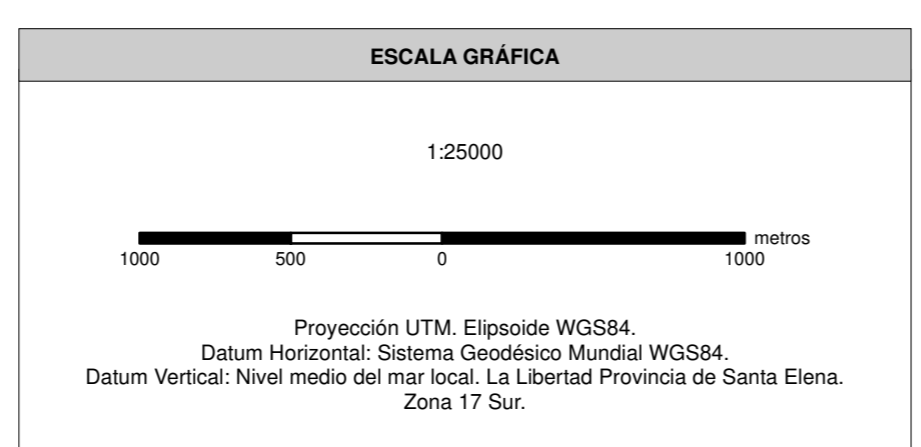 ESCALA GRÁFICA
1:25000
metros
1000 500 0 1000
Proyección UTM. Elipsoide WGS84.
Datum Horizontal: Sistema Geodésico Mundial WGS84.
Datum Vertical: Nivel medio del mar local. La Libertad Provincia de Santa Elena.
Zona 17 Sur.